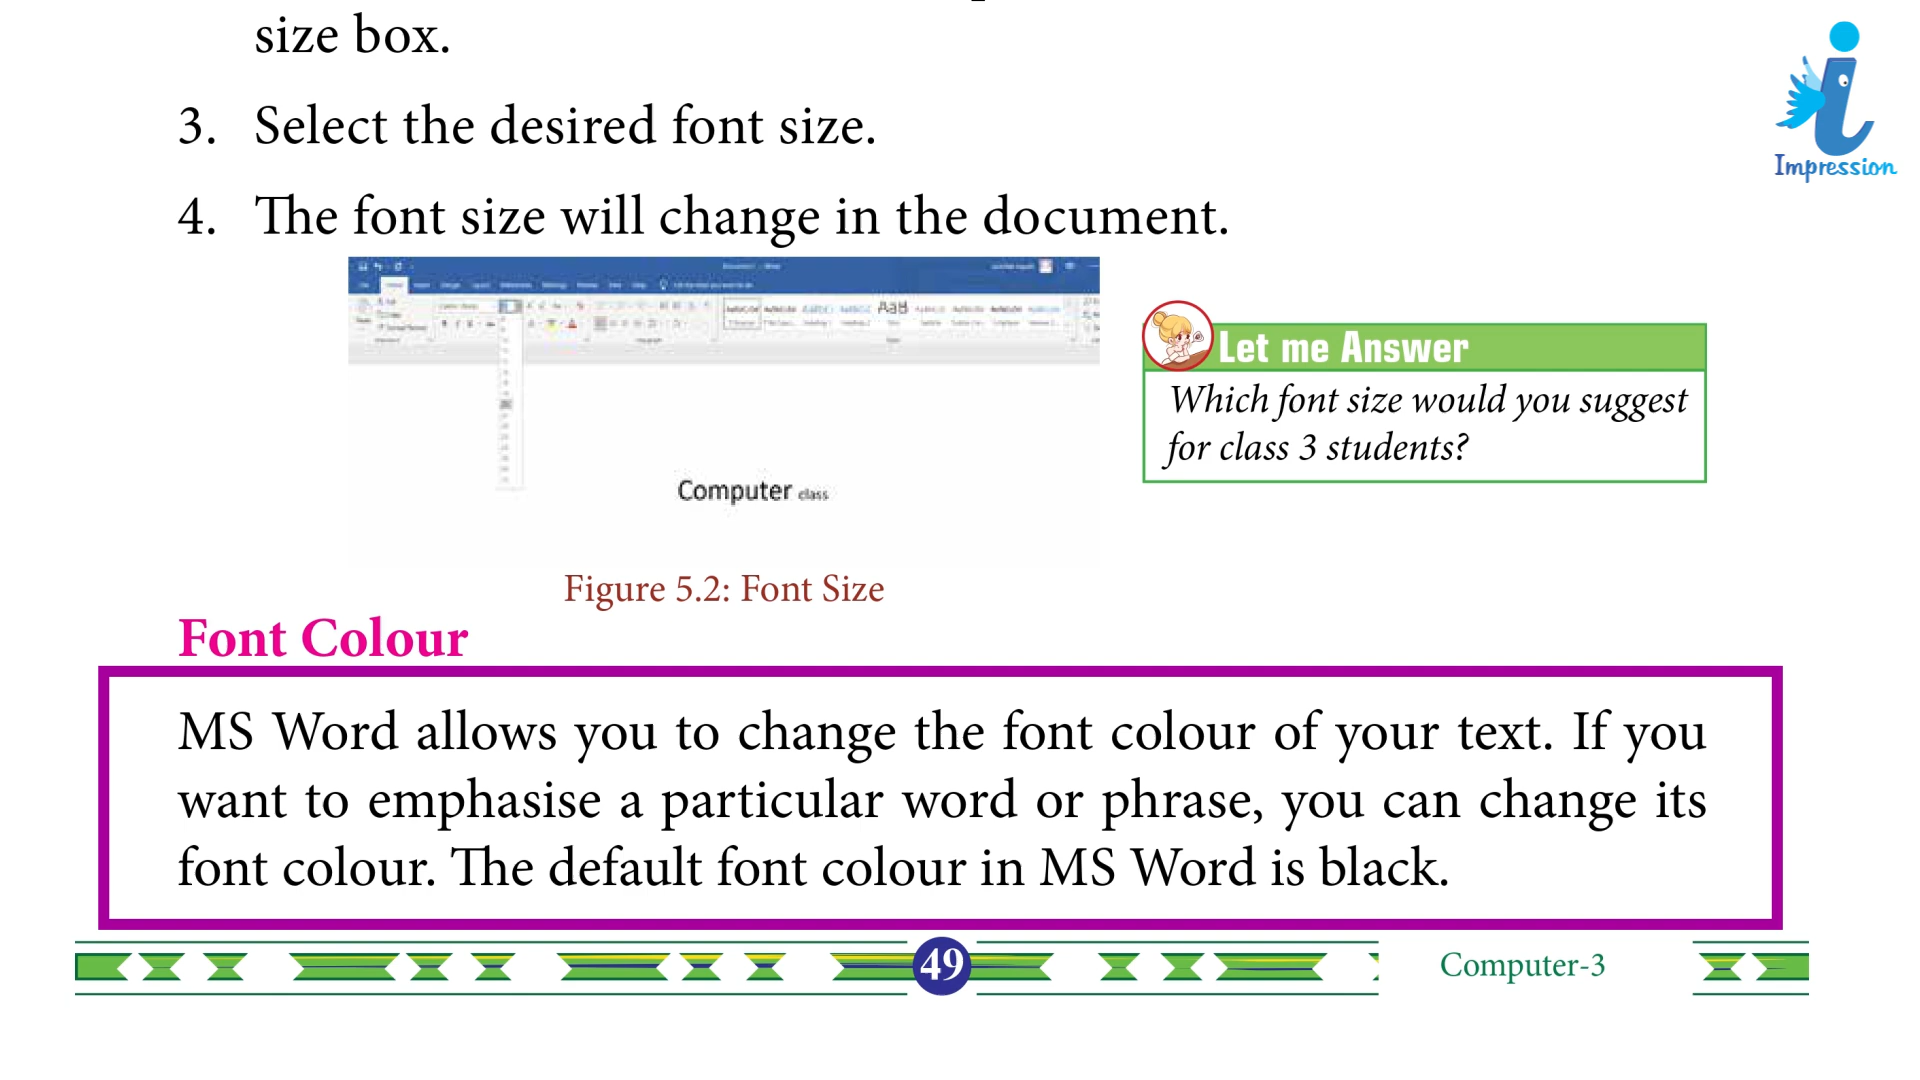 size box.
3. Select the desired font size.
4. The font size will change in the document.
Impression
AaB
Let me Answer
Which font size would you suggest
for class 3 students?
Computer class
Figure 5.2: Font Size
Font Colour
MS Word allows you to change the font colour of your text. If you
want to emphasise a particular word or phrase, you can change its
font colour. The default font colour in MS Word is black.
49
Computer-3